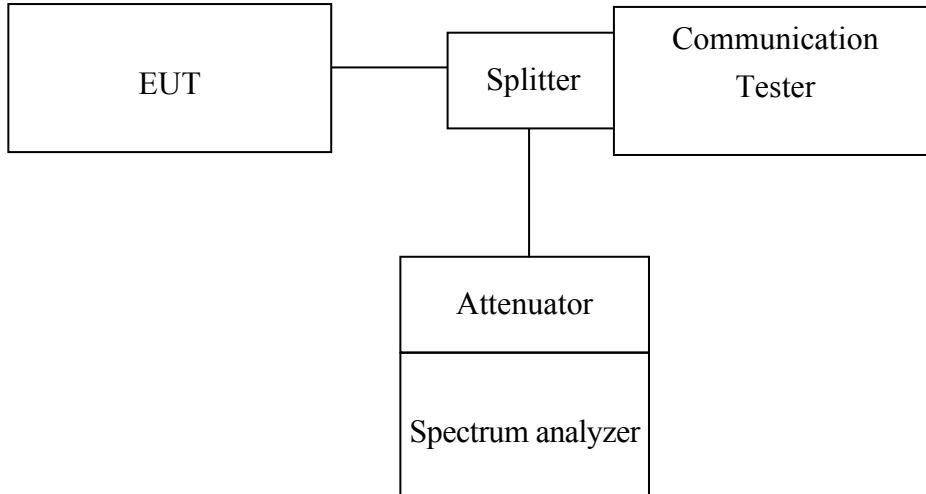 EUT
Splitter
Communication
Tester
Attenuator
Spectrum analyzer